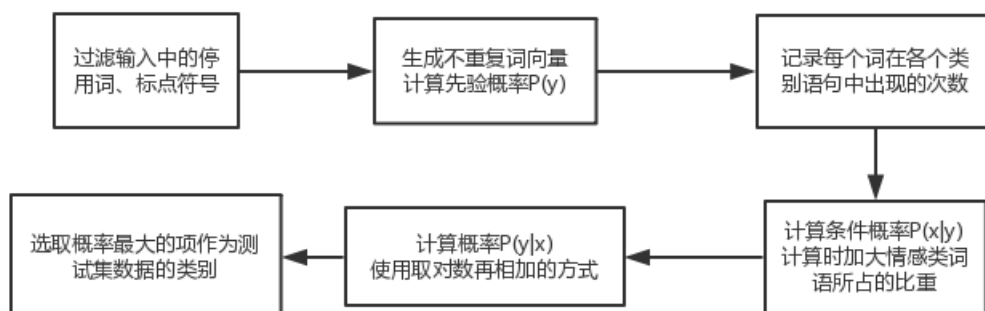 过滤输入中的停
用词、标点符号
生成不重复词向量
计算先验概率P(y)
记录每个词在各个类
别语句中出现的次数
计算条件概率P(x|y)
计算时加大情感类词
语所占的比重
计算概率P(y|x)
使用取对数再相加的方式
选取概率最大的项作为测
试集数据的类别